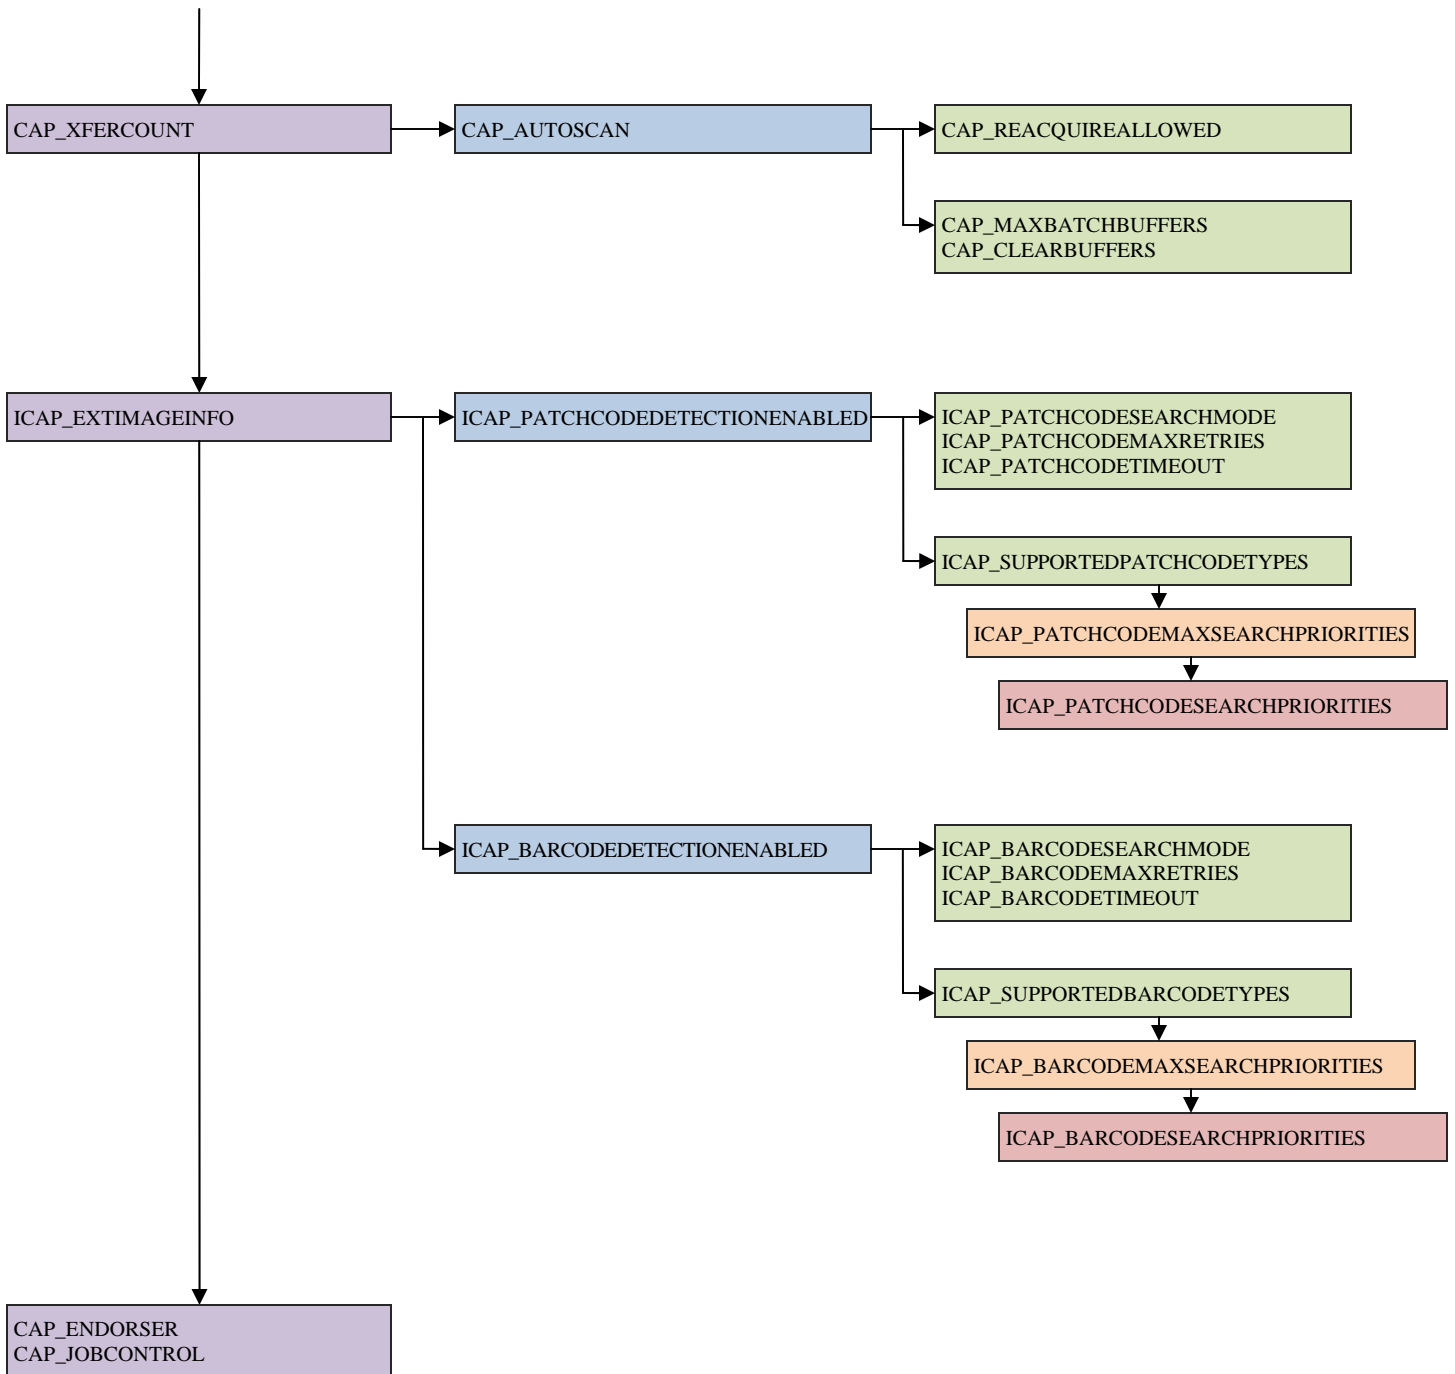 CAP_XFERCOUNT
CAP_AUTOSCAN
CAP_REACQUIREALLOWED
CAP_MAXBATCHBUFFERS
CAP_CLEARBUFFERS
ICAP_EXTIMAGEINFO
ICAP_PATCHCODEDETECTIONENABLED
ICAP_PATCHCODESEARCHMODE
ICAP_PATCHCODEMAXRETRIES
ICAP_PATCHCODETIMEOUT
ICAP_SUPPORTEDPATCHCODETYPES
ICAP_PATCHCODEMAXSEARCHPRIORITIES
ICAP_PATCHCODESEARCHPRIORITIES
ICAP_BARCODEDETECTIONENABLED
ICAP_BARCODESEARCHMODE
ICAP_BARCODEMAXRETRIES
ICAP_BARCODETIMEOUT
ICAP_SUPPORTEDBARCODETYPES
ICAP_BARCODEMAXSEARCHPRIORITIES
ICAP_BARCODESEARCHPRIORITIES
CAP_ENDORSER
CAP_JOBCONTROL